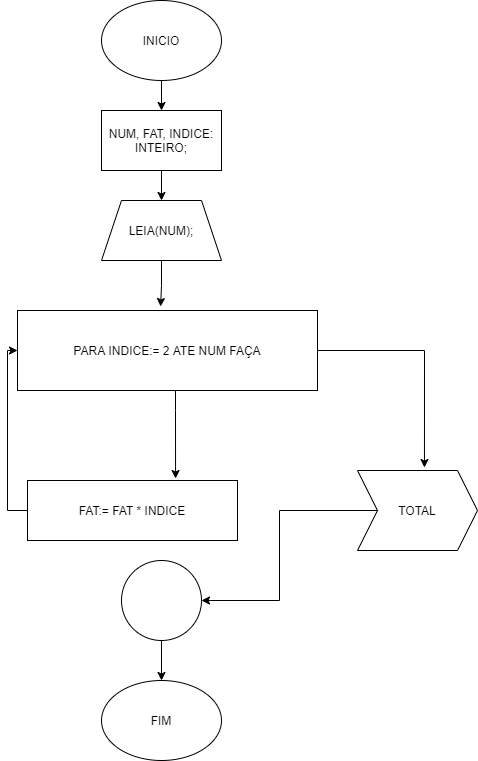 INICIO
NUM, FAT, INDICE:
INTEIRO;
LEIA(NUM);
PARA INDICE:= 2 ATE NUM FAÇA
FAT:= FAT * INDICE
TOTAL
FIM